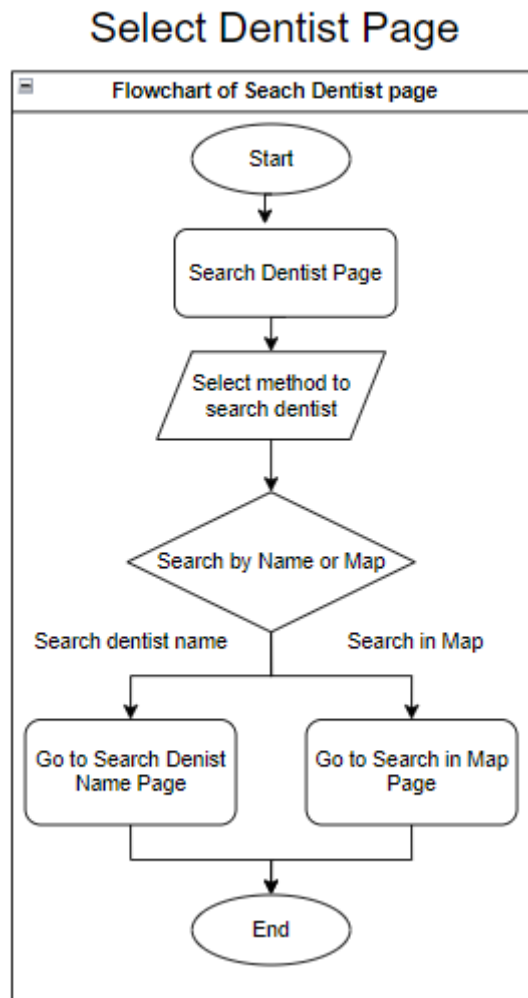 Select Dentist Page
Flowchart of Seach Dentist page
Start
Search Dentist Page
Select method to
search dentist
Search by Name or Map
Search dentist name
Search in Map
Go to Search Denist
Name Page
Go to Search in Map
Page
End